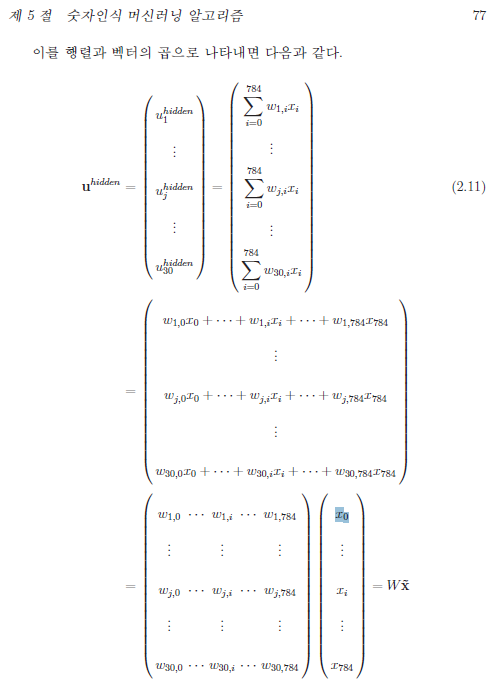 제 5 절 숫자인식 머신러닝 알고리즘 77
이를 행렬과 벡터의 곱으로 나타내면 다음과 같다.
$$\mathbf{u}^{hidden} = \begin{pmatrix} u_1^{hidden} \\ \vdots \\ u_j^{hidden} \\ \vdots \\ u_{30}^{hidden} \end{pmatrix} = \begin{pmatrix} \sum_{i=0}^{784} w_{1,i}x_i \\ \vdots \\ \sum_{i=0}^{784} w_{j,i}x_i \\ \vdots \\ \sum_{i=0}^{784} w_{30,i}x_i \end{pmatrix} \quad (2.11)$$
$$= \begin{pmatrix} w_{1,0}x_0 + \cdots + w_{1,i}x_i + \cdots + w_{1,784}x_{784} \\ \vdots \\ w_{j,0}x_0 + \cdots + w_{j,i}x_i + \cdots + w_{j,784}x_{784} \\ \vdots \\ w_{30,0}x_0 + \cdots + w_{30,i}x_i + \cdots + w_{30,784}x_{784} \end{pmatrix}$$
$$= \begin{pmatrix} w_{1,0} & \cdots & w_{1,i} & \cdots & w_{1,784} \\ \vdots & & \vdots & & \vdots \\ w_{j,0} & \cdots & w_{j,i} & \cdots & w_{j,784} \\ \vdots & & \vdots & & \vdots \\ w_{30,0} & \cdots & w_{30,i} & \cdots & w_{30,784} \end{pmatrix} \begin{pmatrix} x_0 \\ \vdots \\ x_i \\ \vdots \\ x_{784} \end{pmatrix} = W\tilde{\mathbf{x}}$$